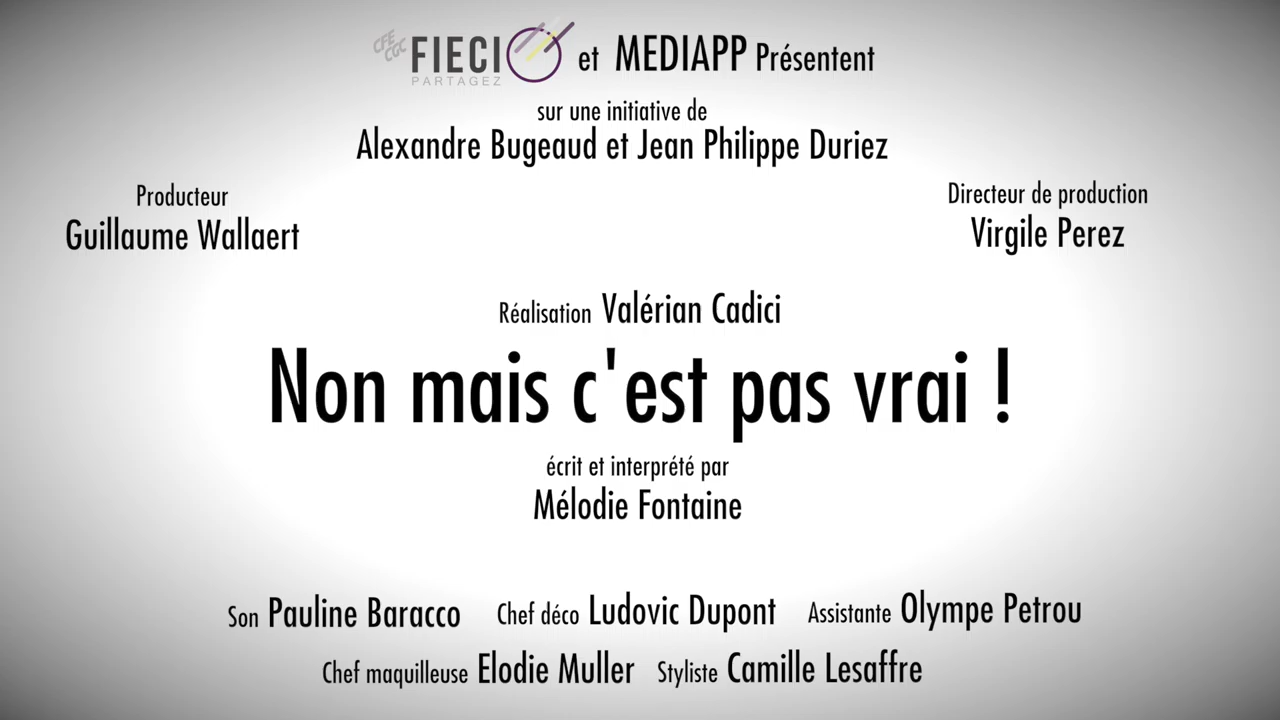 CFE CGC FIECI PARTAGEZ et MEDIAPP Présentent
sur une initiative de
Alexandre Bugeaud et Jean Philippe Duriez
Producteur
Guillaume Wallaert
Directeur de production
Virgile Perez
Réalisation Valérian Cadici
Non mais c'est pas vrai !
écrit et interprété par
Mélodie Fontaine
Son Pauline Baracco Chef déco Ludovic Dupont Assistante Olympe Petrou
Chef maquilleuse Elodie Muller Styliste Camille Lesaffre